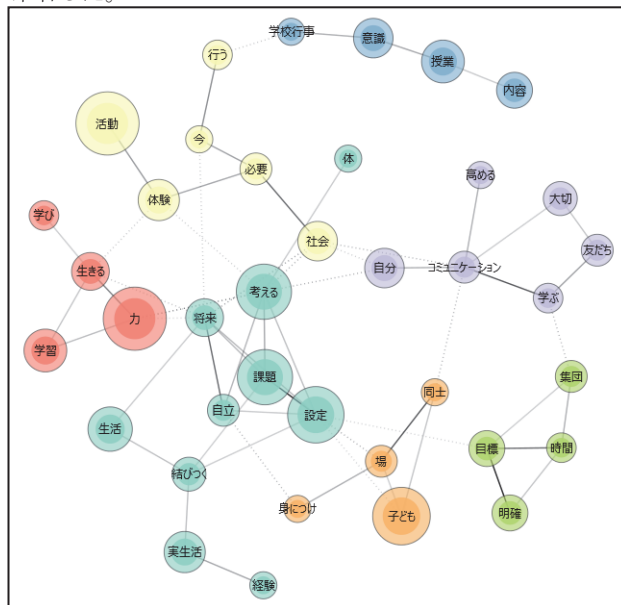 学校行事
行う
意識
授業
内容
活動
今
体
必要
高める
体験
大切
学び
社会
友だち
生きる
自分
コミュニケーション
考える
学ぶ
力
将来
学習
課題
集団
同士
自立
設定
生活
目標
時間
場
結びつく
身につけ
子ども
明確
実生活
経験